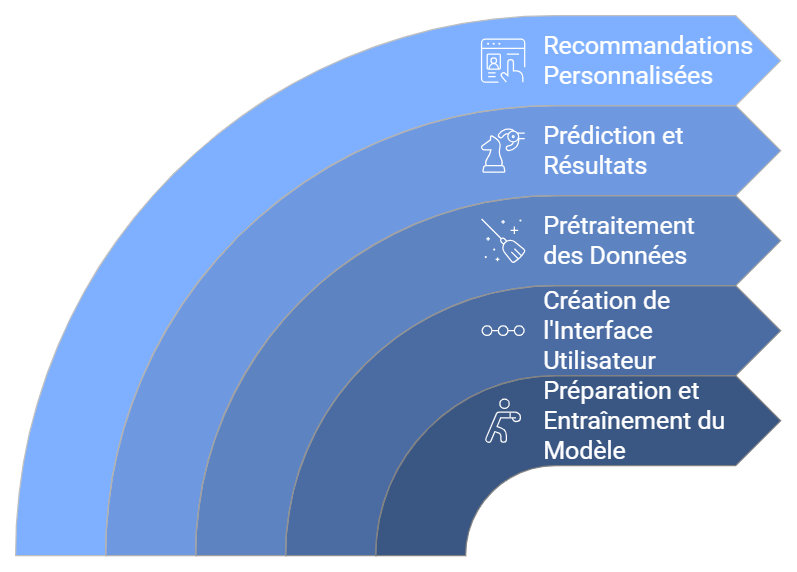 Recommandations
Personnalisées
Prédiction et
Résultats
Prétraitement
des Données
Création de
l'Interface
Utilisateur
Préparation et
Entraînement du
Modèle